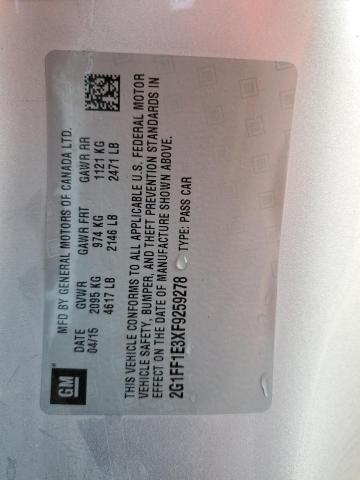 GM
MFD BY GENERAL MOTORS OF CANADA LTD.
DATE GVWR GAWR FRT GAWR RR
04/15 2095 KG 974 KG 1121 KG
4617 LB 2146 LB 2471 LB
THIS VEHICLE CONFORMS TO ALL APPLICABLE U.S. FEDERAL MOTOR
VEHICLE SAFETY, BUMPER, AND THEFT PREVENTION STANDARDS IN
EFFECT ON THE DATE OF MANUFACTURE SHOWN ABOVE.
2G1FF1E3XF9259278 TYPE: PASS CAR